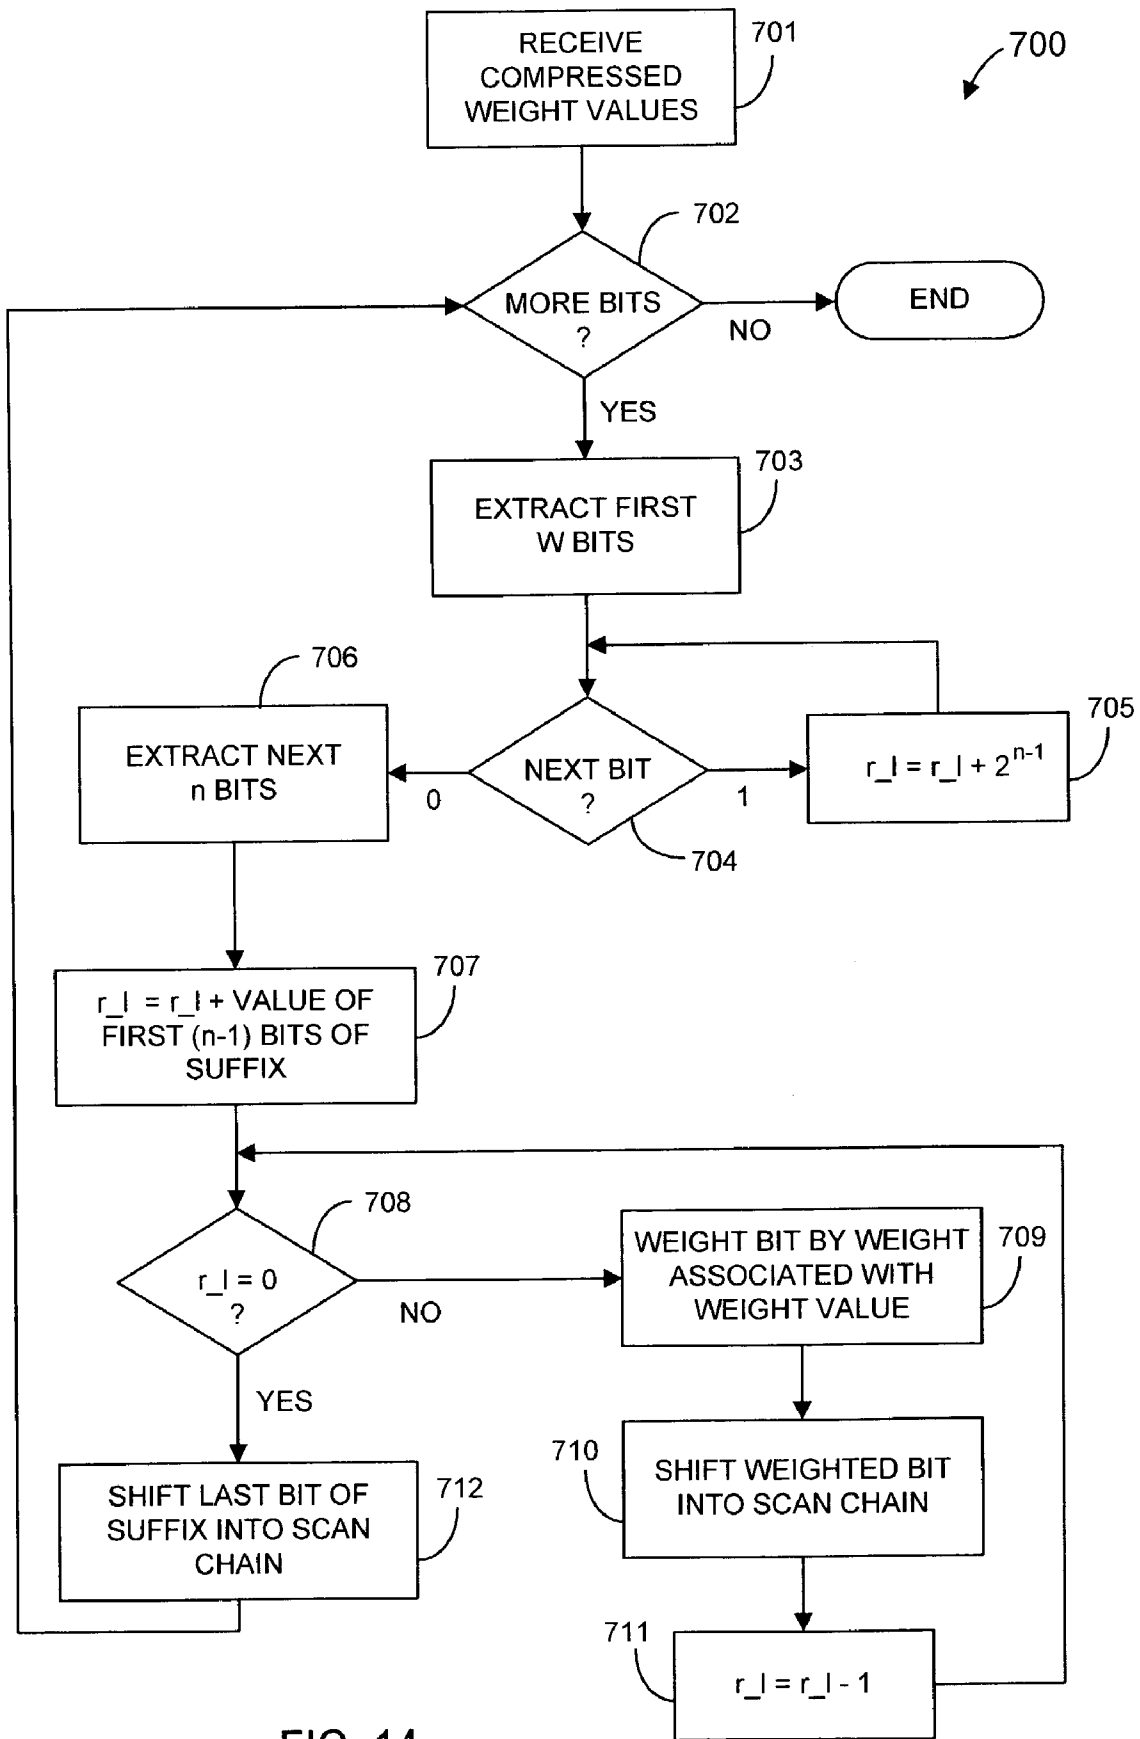 RECEIVE
COMPRESSED
WEIGHT VALUES
701
700
702
MORE BITS
?
NO
END
YES
703
EXTRACT FIRST
W BITS
706
EXTRACT NEXT
n BITS
0
NEXT BIT
?
1
704
705
r_l = r_l + 2^{n-1}
707
r_l = r_l + VALUE OF
FIRST (n-1) BITS OF
SUFFIX
708
r_l = 0
?
NO
YES
709
WEIGHT BIT BY WEIGHT
ASSOCIATED WITH
WEIGHT VALUE
710
SHIFT WEIGHTED BIT
INTO SCAN CHAIN
712
SHIFT LAST BIT OF
SUFFIX INTO SCAN
CHAIN
711
r_l = r_l - 1
FIG. 14